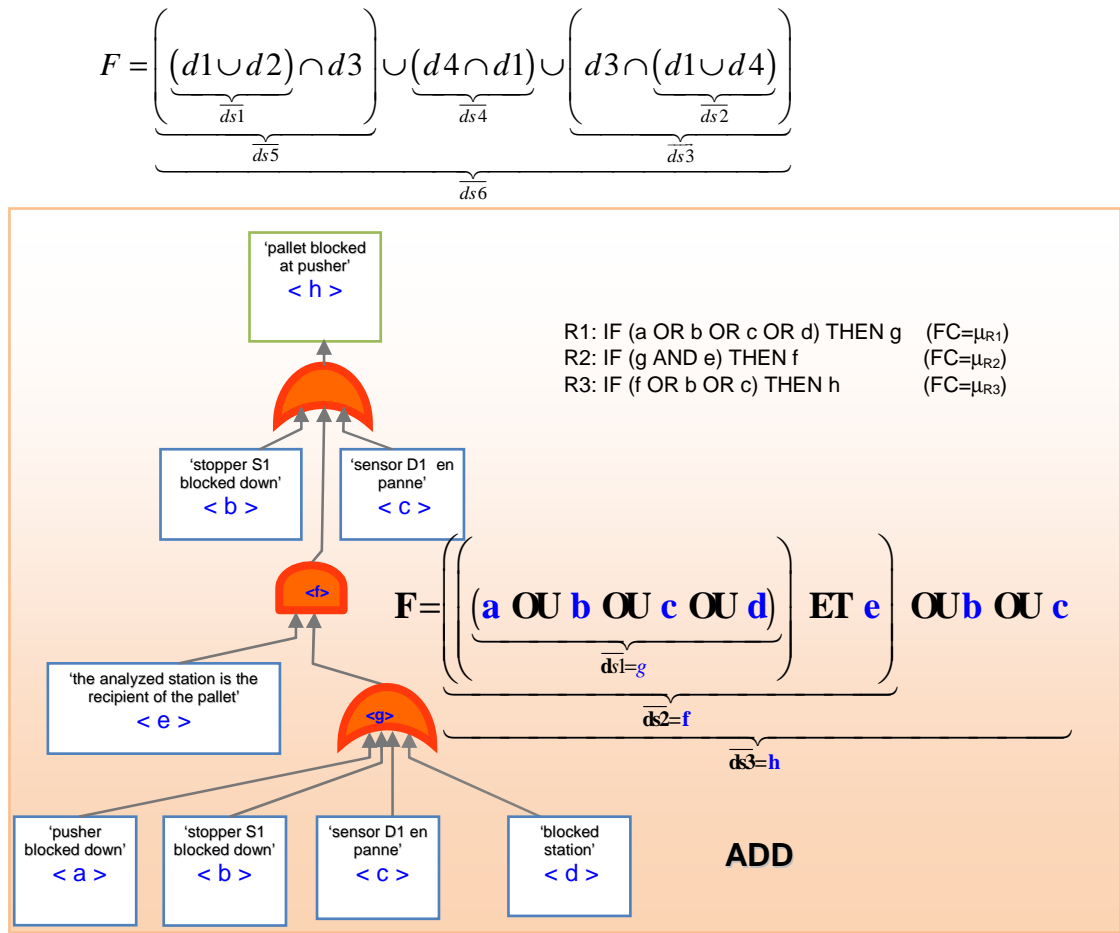 F = ((d1∪d2)∩d3) ∪ (d4∩d1) ∪ (d3∩(d1∪d4))
ds1 ds4 ds2
ds5 ds3
ds6
‘pallet blocked
at pusher’
< h >
R1: IF (a OR b OR c OR d) THEN g (FC=μR1)
R2: IF (g AND e) THEN f (FC=μR2)
R3: IF (f OR b OR c) THEN h (FC=μR3)
‘stopper S1
blocked down’
< b >
‘sensor D1 en
panne’
< c >
<f>
F=(((a OU b OU c OU d)) ET e) OUb OU c
ds1=g
ds2=f
ds3=h
‘the analyzed station is the
recipient of the pallet’
< e >
<g>
‘pusher
blocked down’
< a >
‘stopper S1
blocked down’
< b >
‘sensor D1 en
panne’
< c >
‘blocked
station’
< d >
ADD